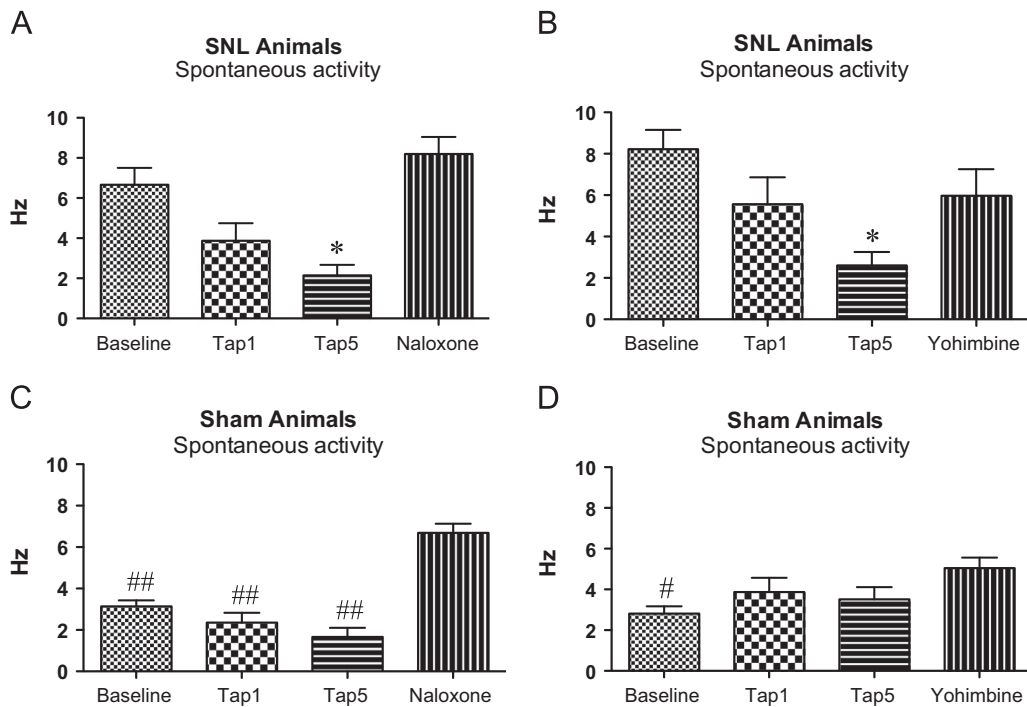 A
SNL Animals
Spontaneous activity
Hz
10
8
6
4
2
0
*
Baseline Tap1 Tap5 Naloxone
B
SNL Animals
Spontaneous activity
Hz
10
8
6
4
2
0
*
Baseline Tap1 Tap5 Yohimbine
C
Sham Animals
Spontaneous activity
Hz
10
8
6
4
2
0
## ## ##
Baseline Tap1 Tap5 Naloxone
D
Sham Animals
Spontaneous activity
Hz
10
8
6
4
2
0
#
Baseline Tap1 Tap5 Yohimbine